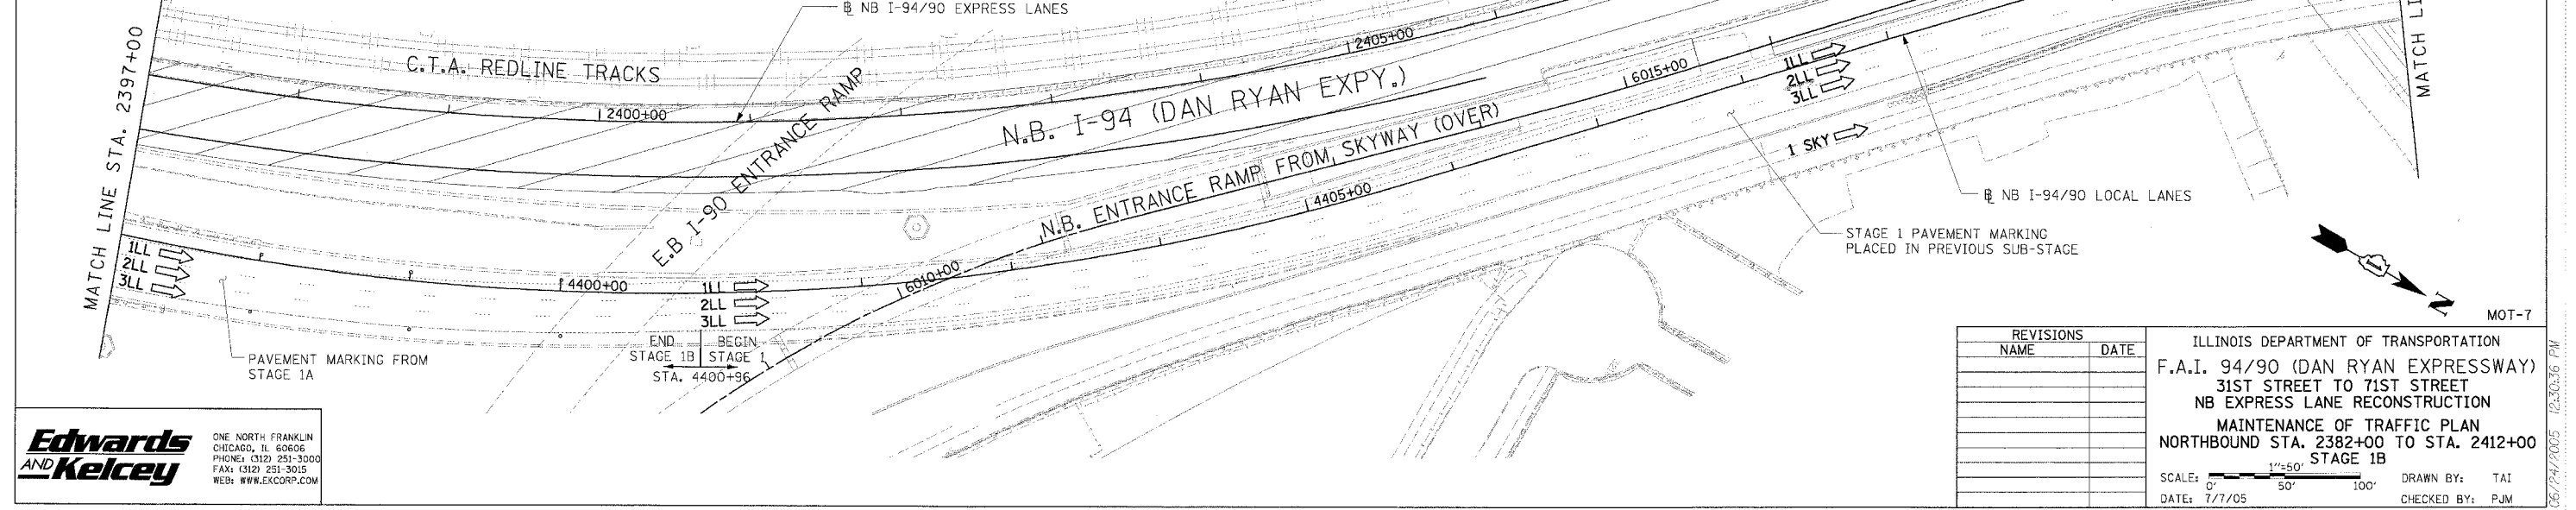 ℄ NB I-94/90 EXPRESS LANES
MATCH LINE STA. 2397+00
C.T.A. REDLINE TRACKS
2400+00
2405+00
E.B I-90 ENTRANCE RAMP
N.B. I-94 (DAN RYAN EXPY.)
N.B. ENTRANCE RAMP FROM SKYWAY (OVER)
6015+00
1LL
2LL
3LL
1 SKY
MATCH LI
℄ NB I-94/90 LOCAL LANES
4405+00
STAGE 1 PAVEMENT MARKING
PLACED IN PREVIOUS SUB-STAGE
1LL
2LL
3LL
4400+00
1LL
2LL
3LL
6010+00
PAVEMENT MARKING FROM
STAGE 1A
END BEGIN
STAGE 1B STAGE 1
STA. 4400+96
N
MOT-7
Edwards
AND Kelcey
ONE NORTH FRANKLIN
CHICAGO, IL 60606
PHONE: (312) 251-3000
FAX: (312) 251-3015
WEB: WWW.EKCORP.COM
REVISIONS
NAME DATE
ILLINOIS DEPARTMENT OF TRANSPORTATION
F.A.I. 94/90 (DAN RYAN EXPRESSWAY)
31ST STREET TO 71ST STREET
NB EXPRESS LANE RECONSTRUCTION
MAINTENANCE OF TRAFFIC PLAN
NORTHBOUND STA. 2382+00 TO STA. 2412+00
STAGE 1B
SCALE: 1"=50'
0' 50' 100'
DRAWN BY: TAI
DATE: 7/7/05
CHECKED BY: PJM
06/24/2005 12:30:36 PM